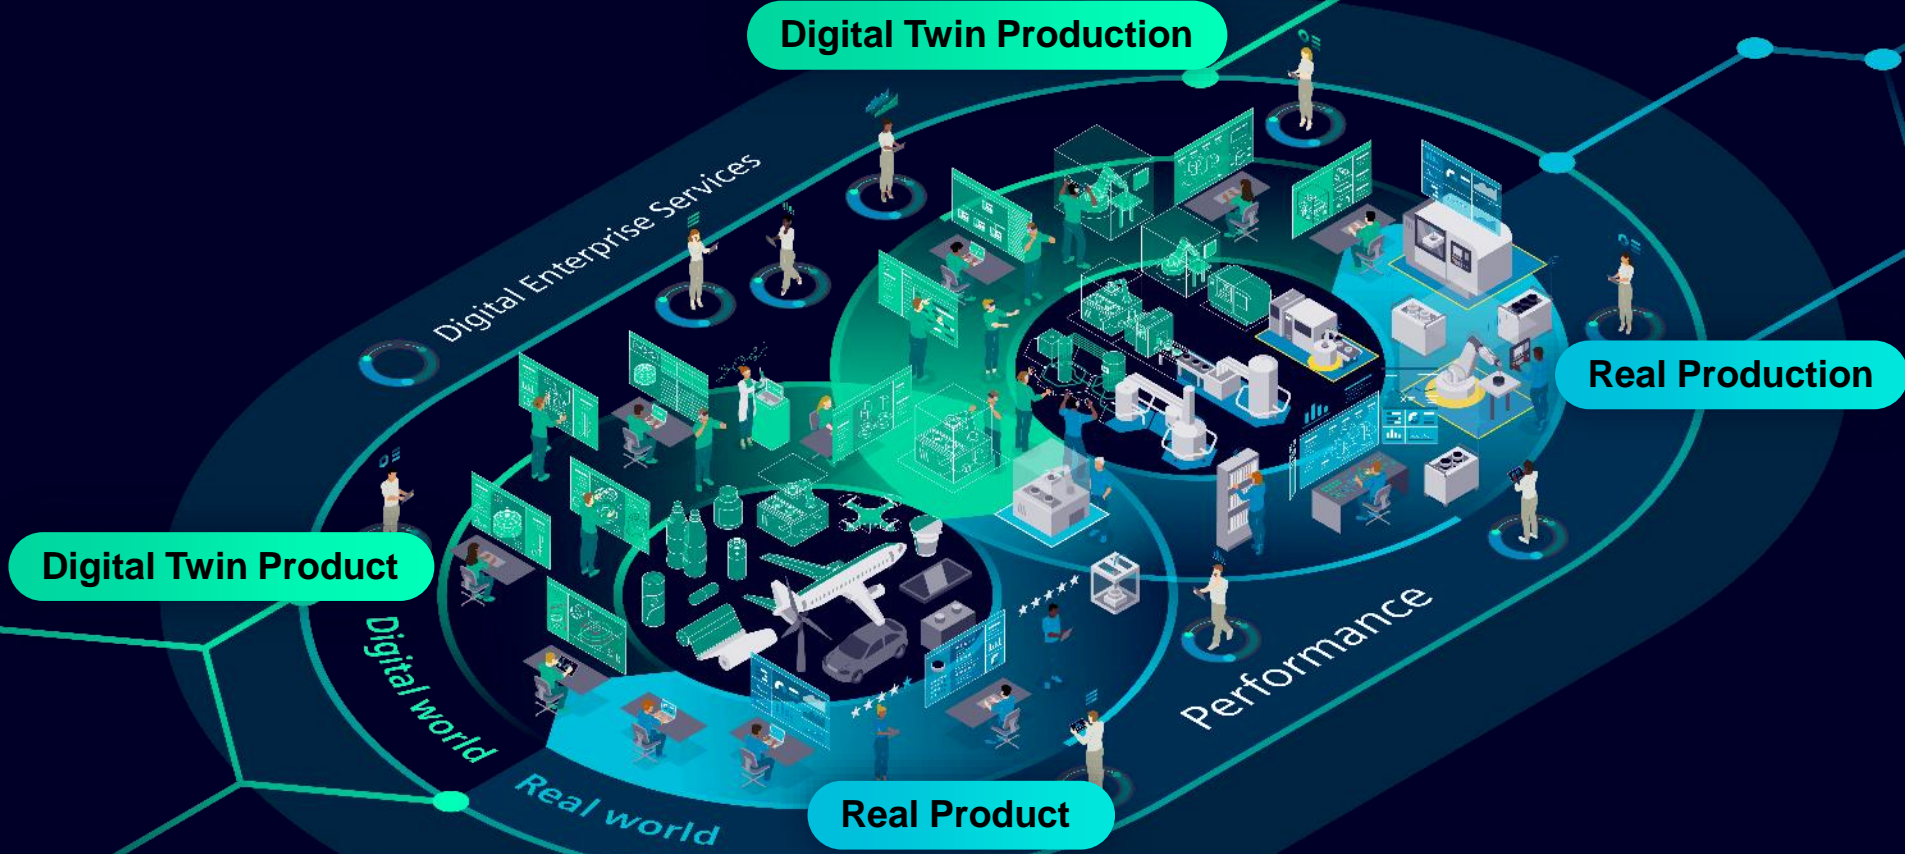 Digital Twin Production
Digital Enterprise Services
Real Production
Digital Twin Product
Digital world
Performance
Real world
Real Product